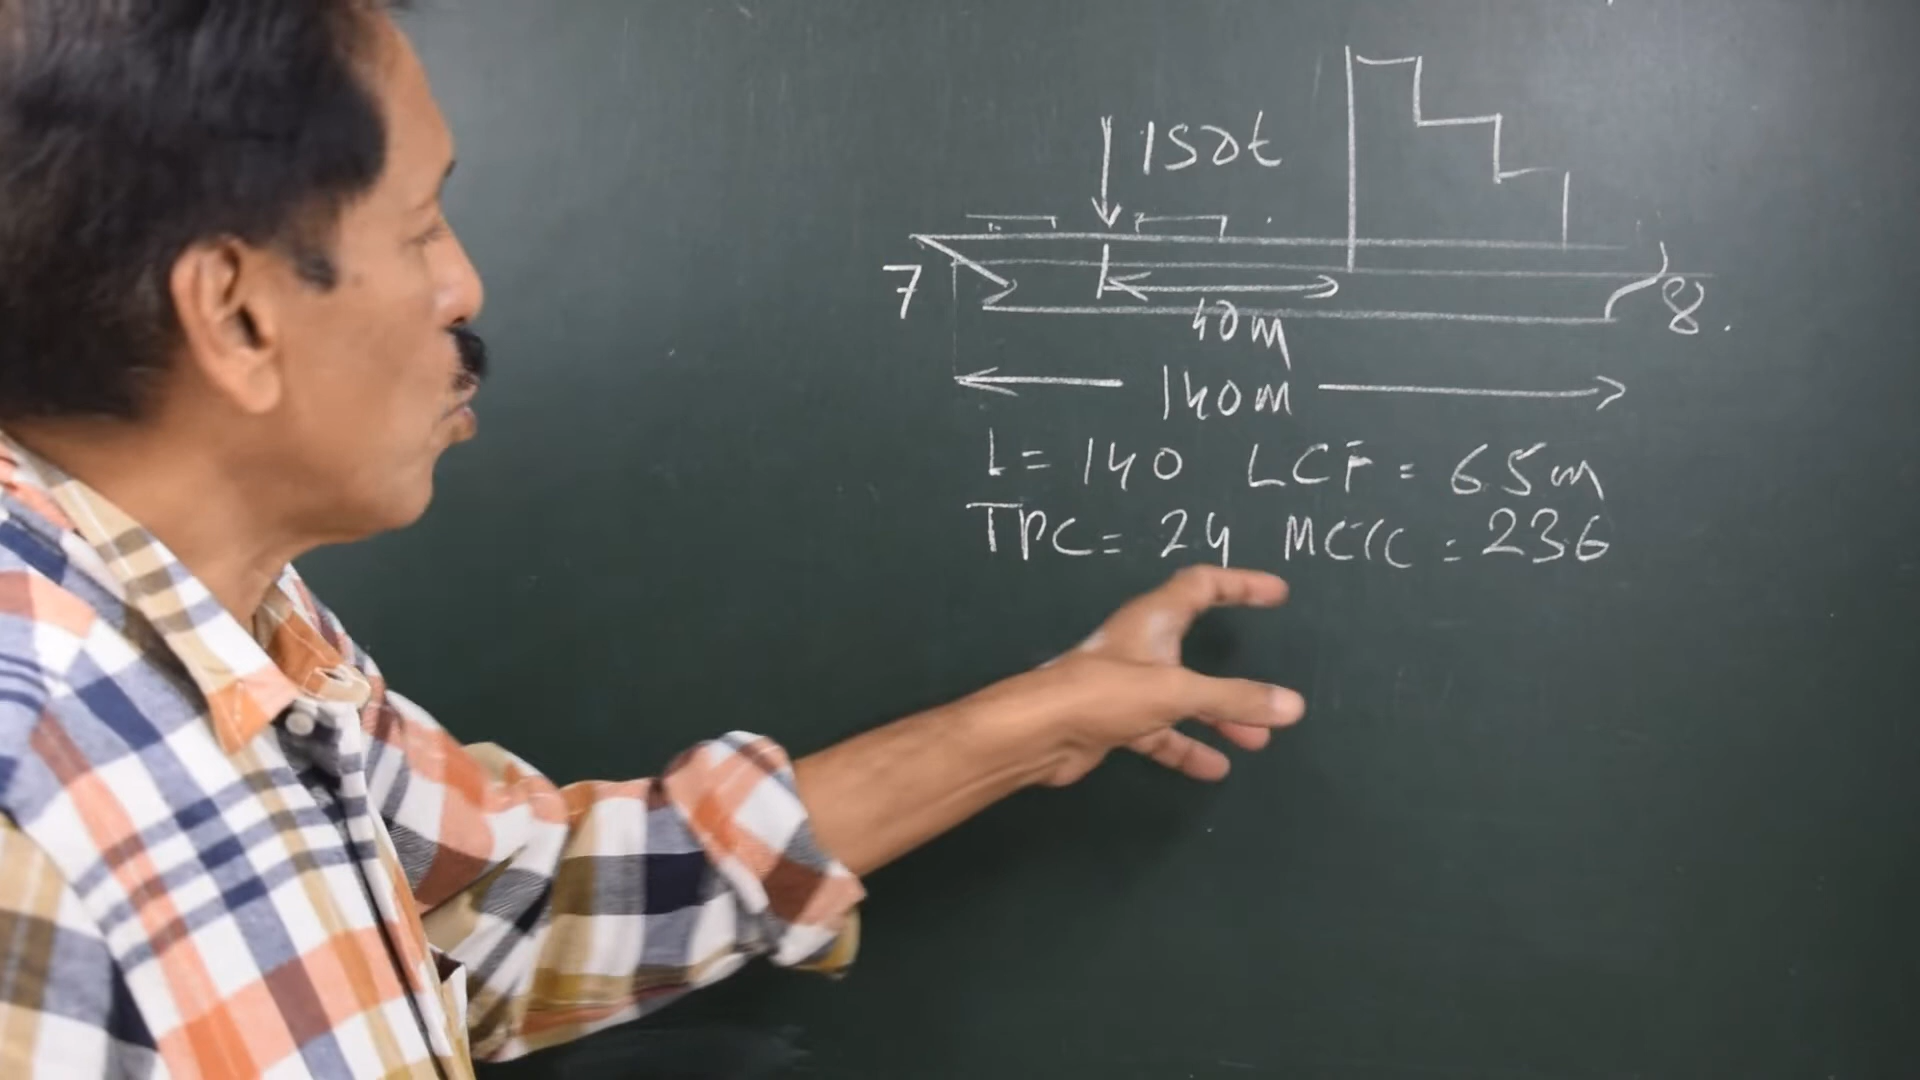 150t
7
8.
40m
140m
L= 140 LCF = 65m
TPC= 24 MCTC = 236